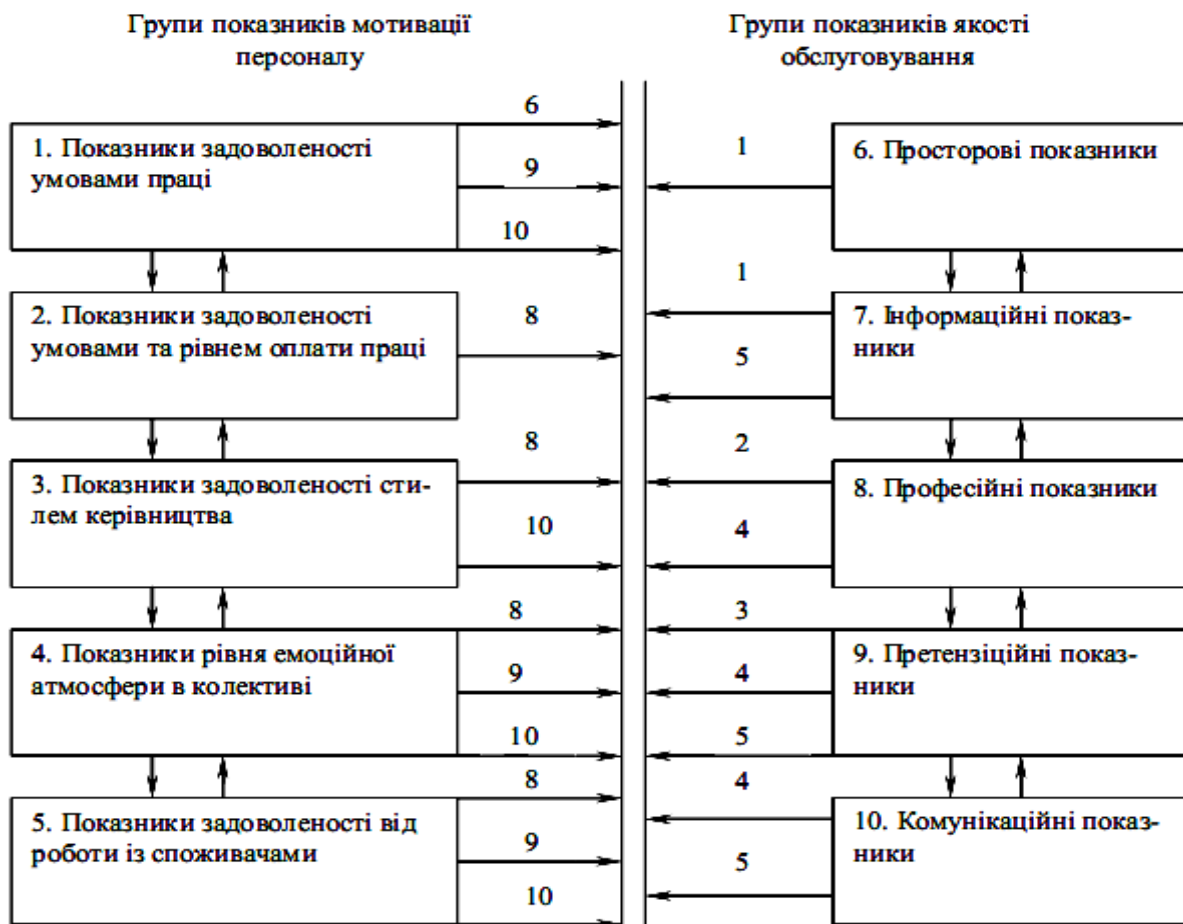 Групи показників мотивації
персоналу
Групи показників якості
обслуговування
6
1. Показники задоволеності
умовами праці
9
10
1
6. Просторові показники
2. Показники задоволеності
умовами та рівнем оплати праці
8
1
5
7. Інформаційні показ-
ники
3. Показники задоволеності сти-
лем керівництва
8
10
2
4
8. Професійні показники
4. Показники рівня емоційної
атмосфери в колективі
8
9
10
3
4
5
9. Претензіційні показ-
ники
5. Показники задоволеності від
роботи із споживачами
8
9
10
4
5
10. Комунікаційні показ-
ники